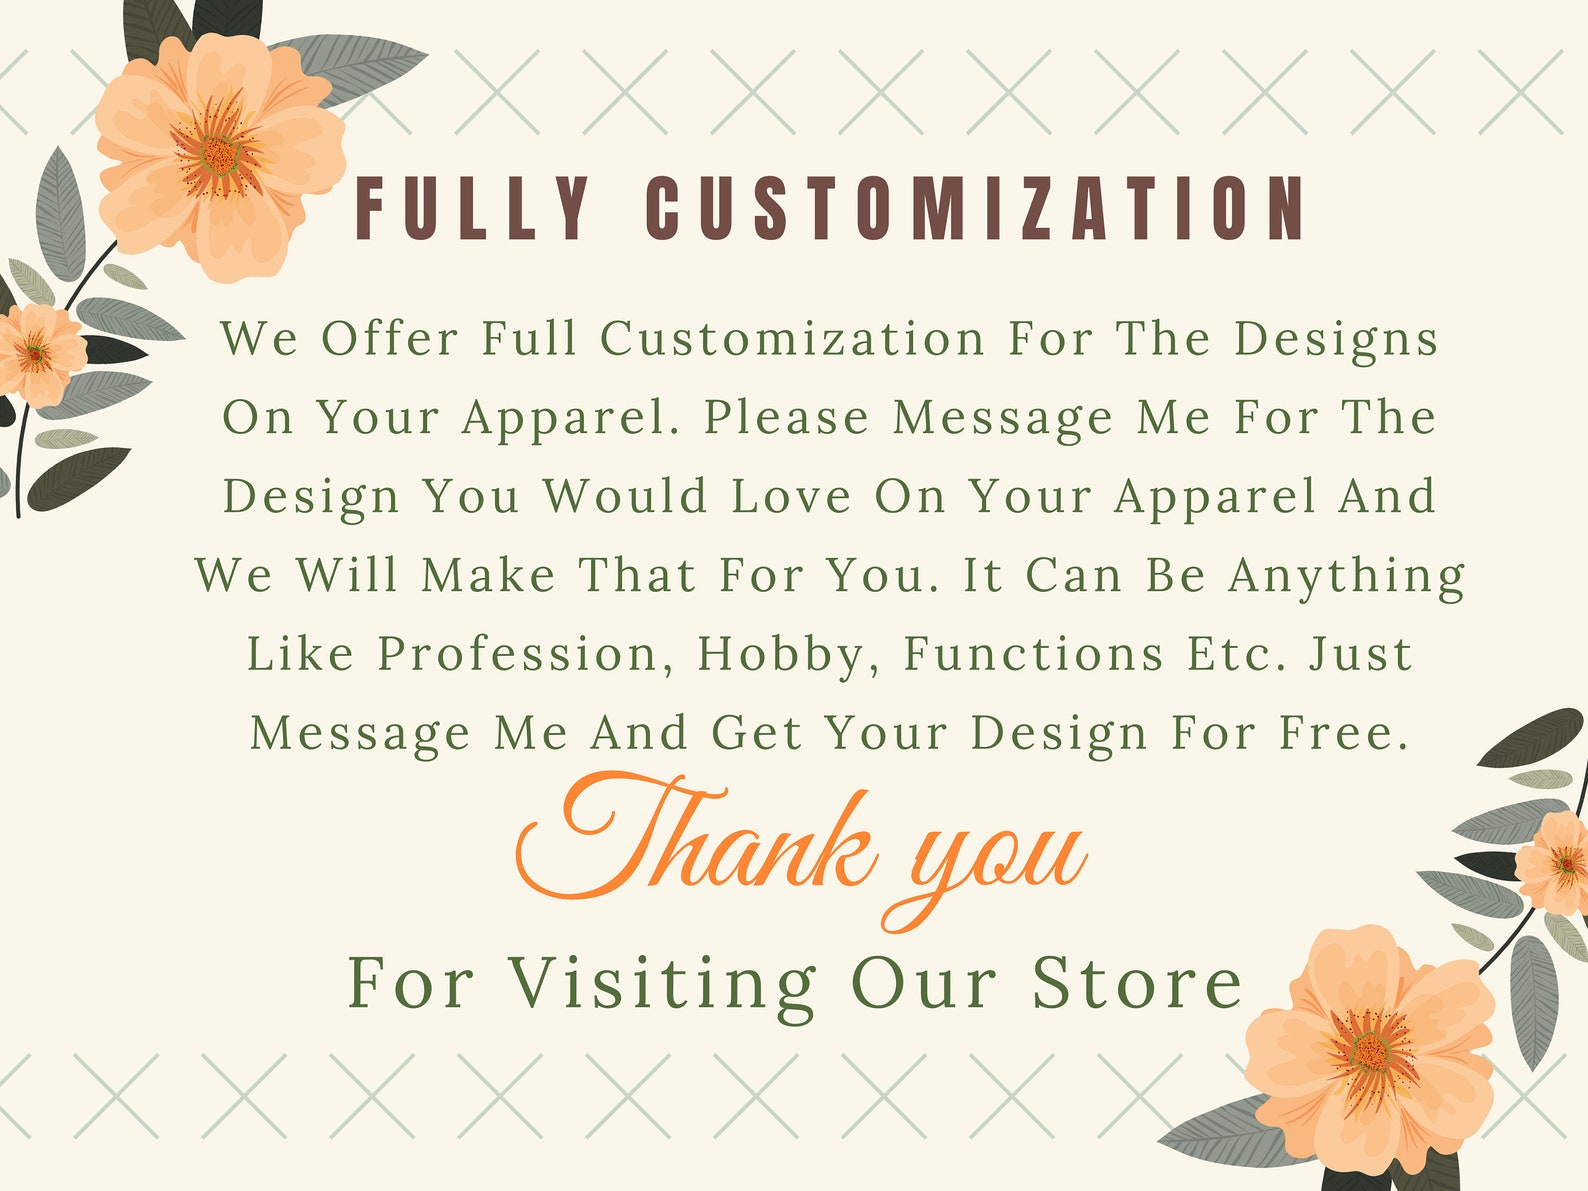 FULLY CUSTOMIZATION
We Offer Full Customization For The Designs
On Your Apparel. Please Message Me For The
Design You Would Love On Your Apparel And
We Will Make That For You. It Can Be Anything
Like Profession, Hobby, Functions Etc. Just
Message Me And Get Your Design For Free.
Thank you
For Visiting Our Store